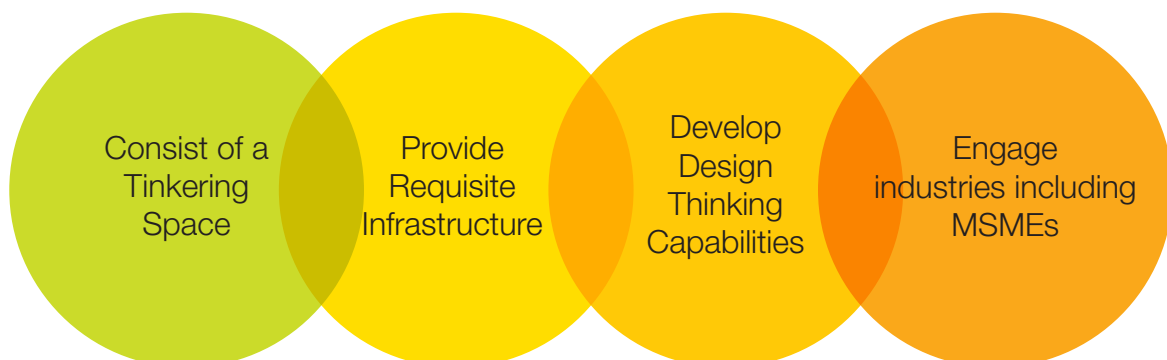 Consist of a
Tinkering
Space
Provide
Requisite
Infrastructure
Develop
Design
Thinking
Capabilities
Engage
industries including
MSMEs